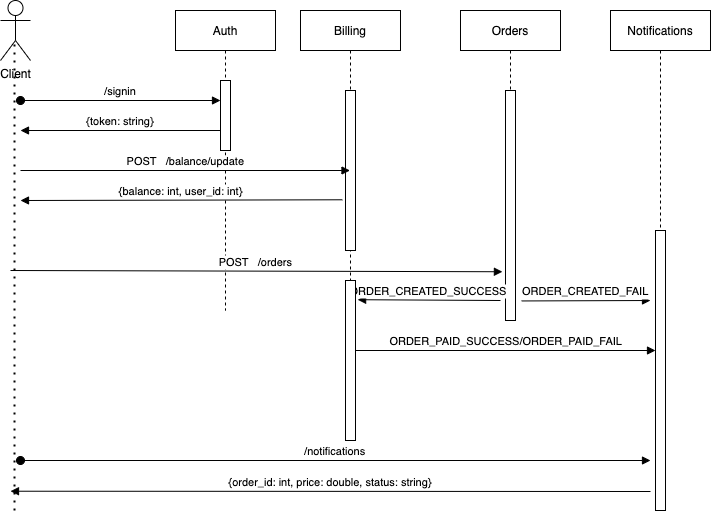 Auth
Billing
Orders
Notifications
Client
/signin
{token: string}
POST /balance/update
{balance: int, user_id: int}
POST /orders
ORDER_CREATED_SUCCESS
ORDER_CREATED_FAIL
ORDER_PAID_SUCCESS/ORDER_PAID_FAIL
/notifications
{order_id: int, price: double, status: string}